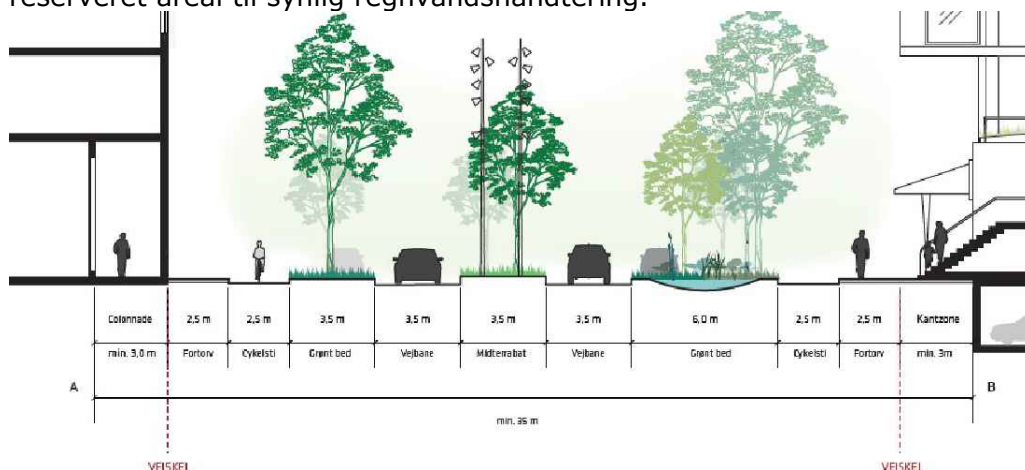 reserveret areal til synlig regnvandshåndtering.
Colonnade 2,5 m 2,5 m 3,5 m 3,5 m 3,5 m 3,5 m 6,0 m 2,5 m 2,5 m Kantzone
min. 3,0 m Fortorv Cykelsti Grønt bed Vejbane Midterrabat Vejbane Grønt bed Cykelsti Fortorv min. 3m
A B
min. 35 m
VEJSKEL VEJSKEL